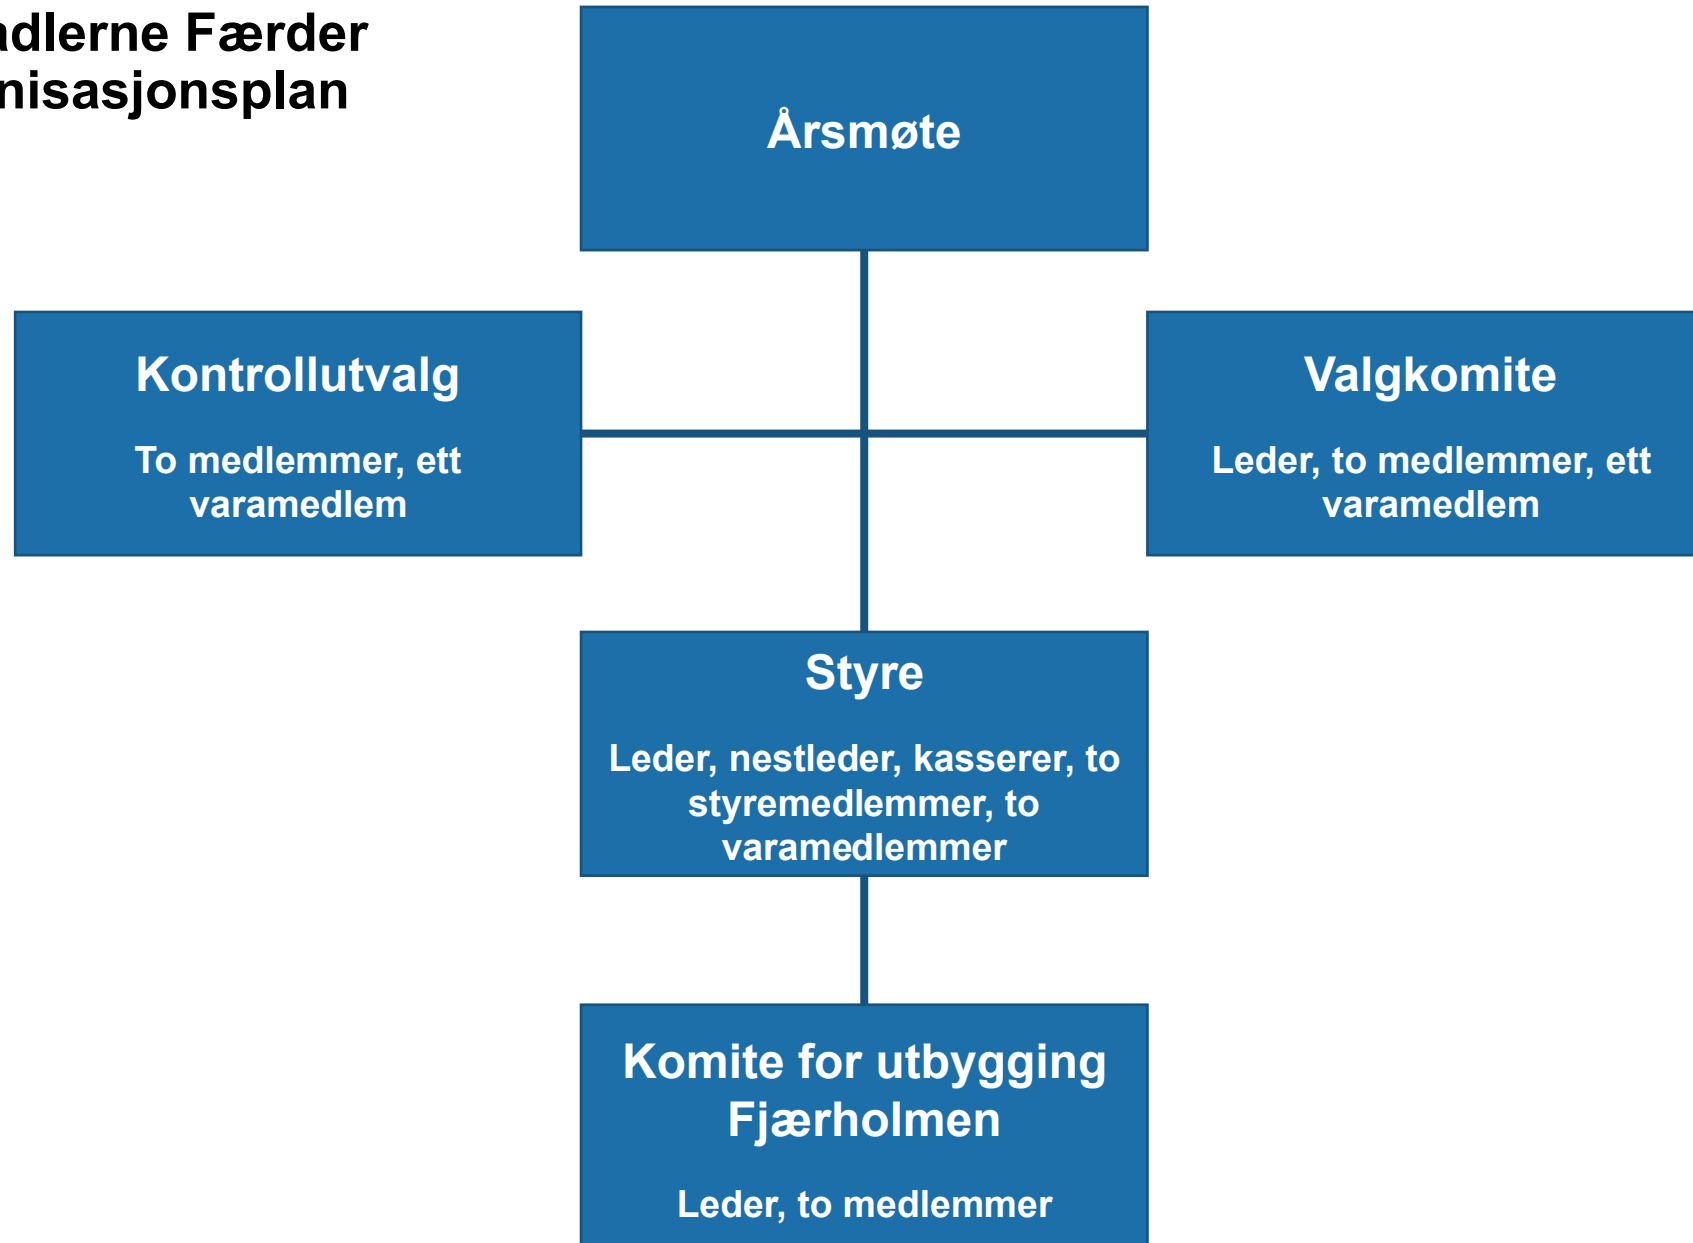 adlerne Færder
nisasjonsplan
Årsmøte
Kontrollutvalg
To medlemmer, ett
varamedlem
Valgkomite
Leder, to medlemmer, ett
varamedlem
Styre
Leder, nestleder, kasserer, to
styremedlemmer, to
varamedlemmer
Komite for utbygging
Fjærholmen
Leder, to medlemmer